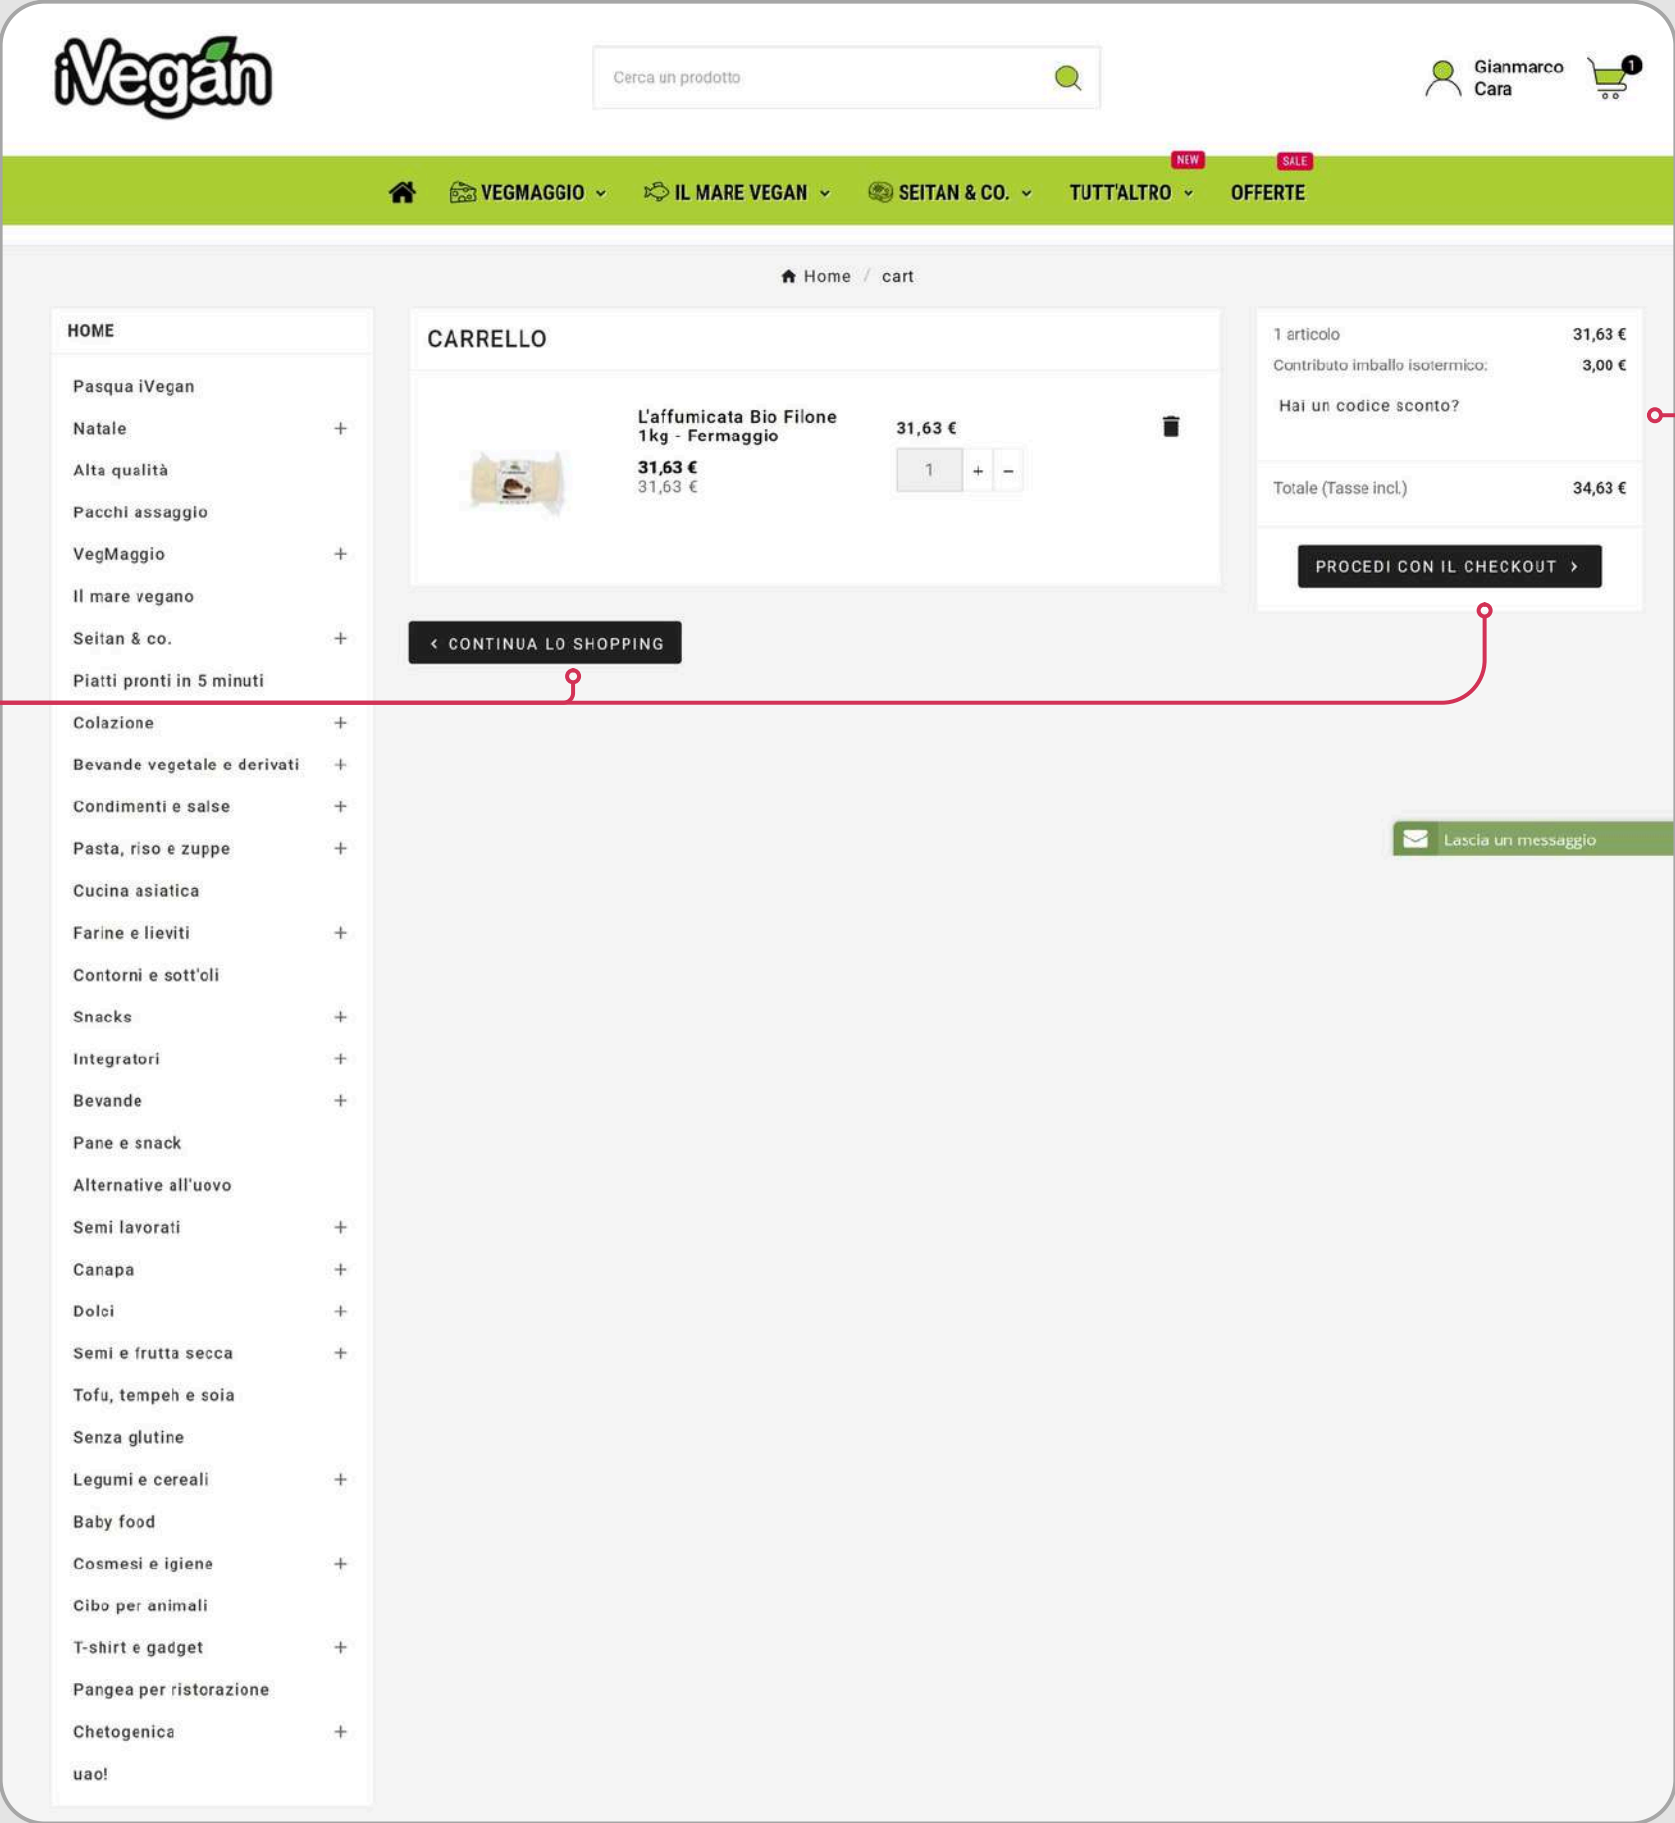 iVegan
Cerca un prodotto
Gianmarco
Cara
1
NEW
SALE
VEGMAGGIO
IL MARE VEGAN
SEITAN & CO.
TUTT'ALTRO
OFFERTE
Home / cart
HOME
Pasqua iVegan
Natale +
Alta qualità
Pacchi assaggio
VegMaggio +
Il mare vegano
Seitan & co. +
Piatti pronti in 5 minuti
Colazione +
Bevande vegetale e derivati +
Condimenti e salse +
Pasta, riso e zuppe +
Cucina asiatica
Farine e lieviti +
Contorni e sott'oli
Snacks +
Integratori +
Bevande +
Pane e snack
Alternative all'uovo
Semi lavorati +
Canapa +
Dolci +
Semi e frutta secca +
Tofu, tempeh e soia
Senza glutine
Legumi e cereali +
Baby food
Cosmesi e igiene +
Cibo per animali
T-shirt e gadget +
Pangea per ristorazione
Chetogenica +
uao!
CARRELLO
L'affumicata Bio Filone
1kg - Fermaggio
31,63 €
31,63 €
31,63 €
1 + -
< CONTINUA LO SHOPPING
1 articolo 31,63 €
Contributo imballo isotermico: 3,00 €
Hai un codice sconto?
Totale (Tasse incl.) 34,63 €
PROCEDI CON IL CHECKOUT >
Lascia un messaggio